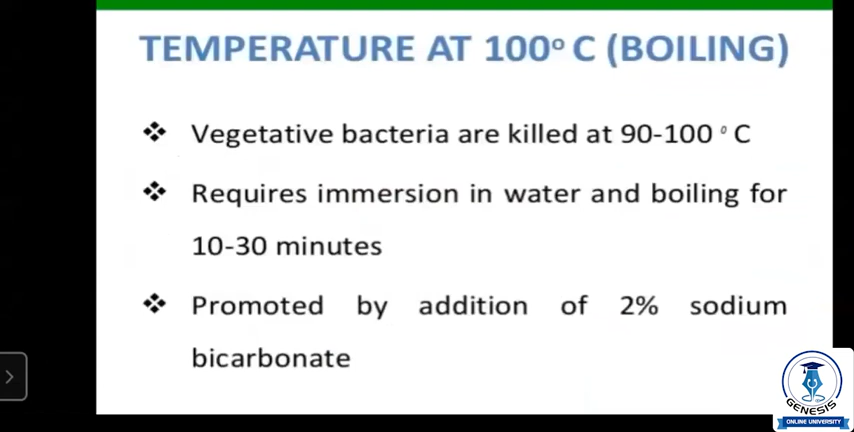 TEMPERATURE AT 100° C (BOILING)
❖ Vegetative bacteria are killed at 90-100 ° C
❖ Requires immersion in water and boiling for
10-30 minutes
❖ Promoted by addition of 2% sodium
bicarbonate
GENESIS
ONLINE UNIVERSITY